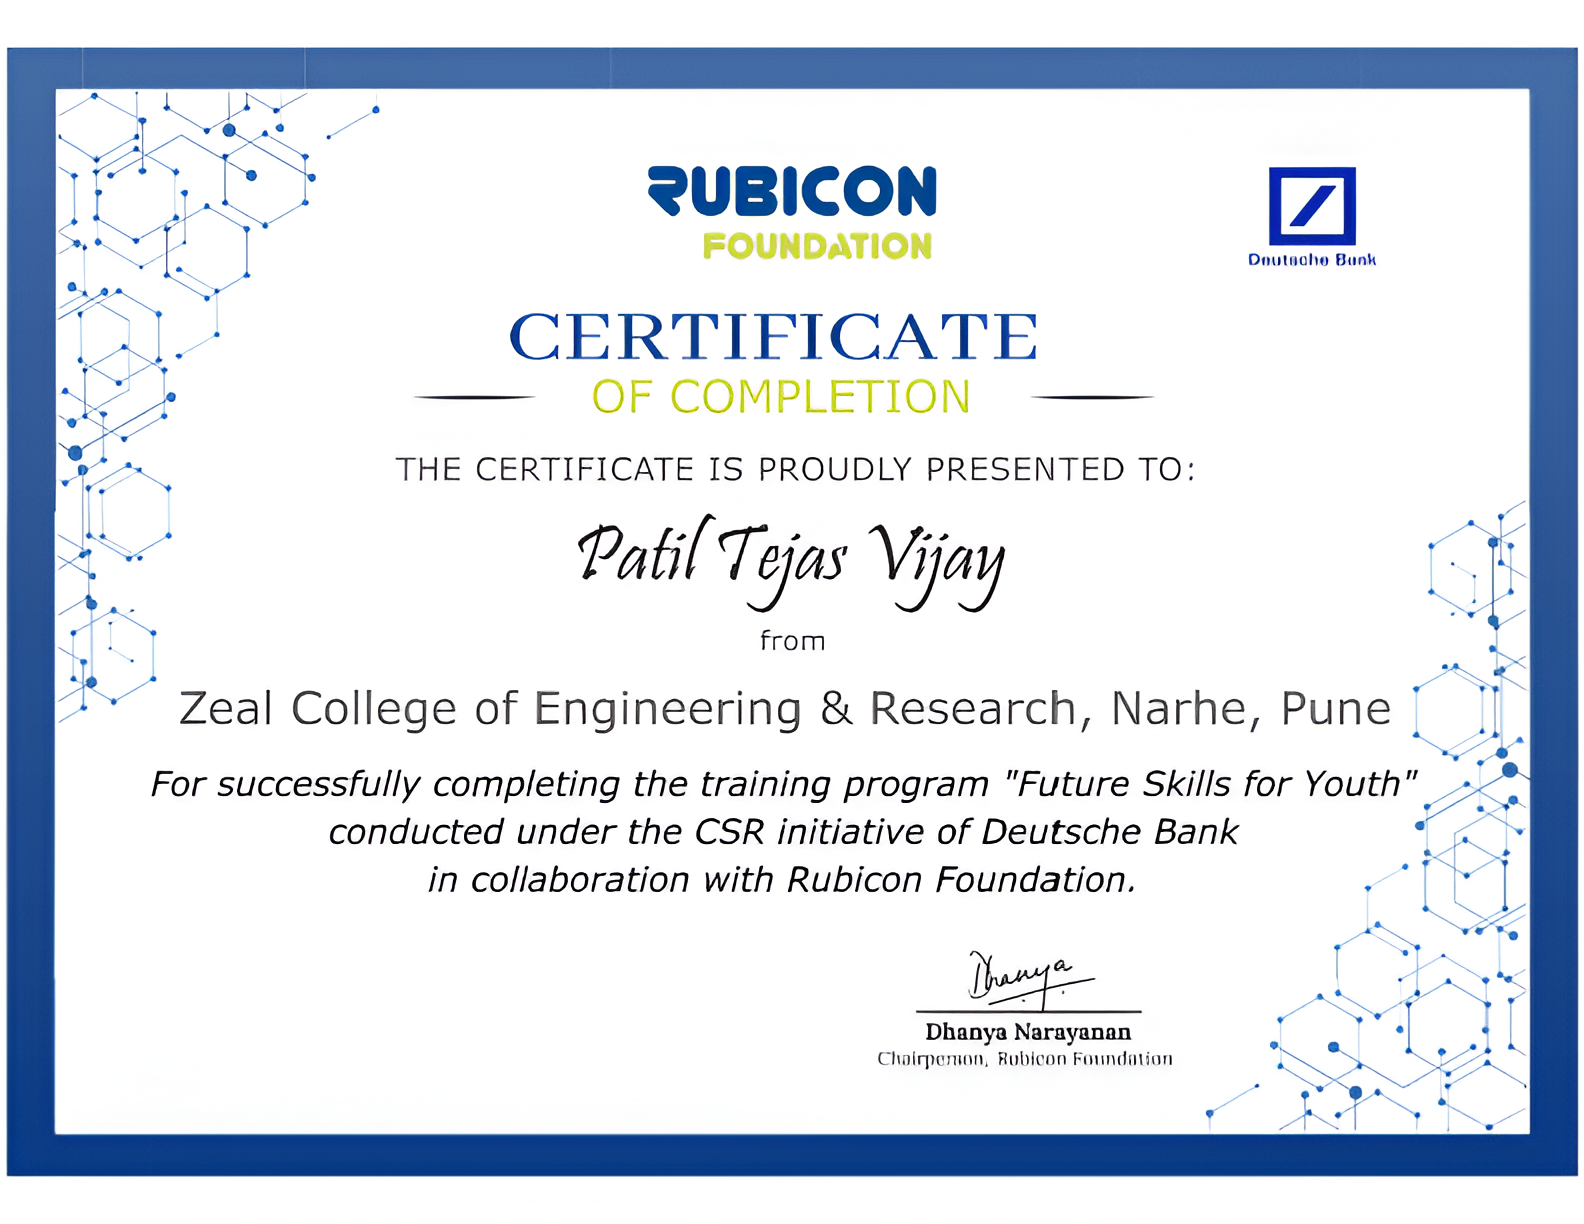 RUBICON
FOUNDATION
Deutsche Bank
CERTIFICATE
OF COMPLETION
THE CERTIFICATE IS PROUDLY PRESENTED TO:
Patil Tejas Vijay
from
Zeal College of Engineering & Research, Narhe, Pune
For successfully completing the training program "Future Skills for Youth"
conducted under the CSR initiative of Deutsche Bank
in collaboration with Rubicon Foundation.
Dhanya
Dhanya Narayanan
Chairperson, Rubicon Foundation